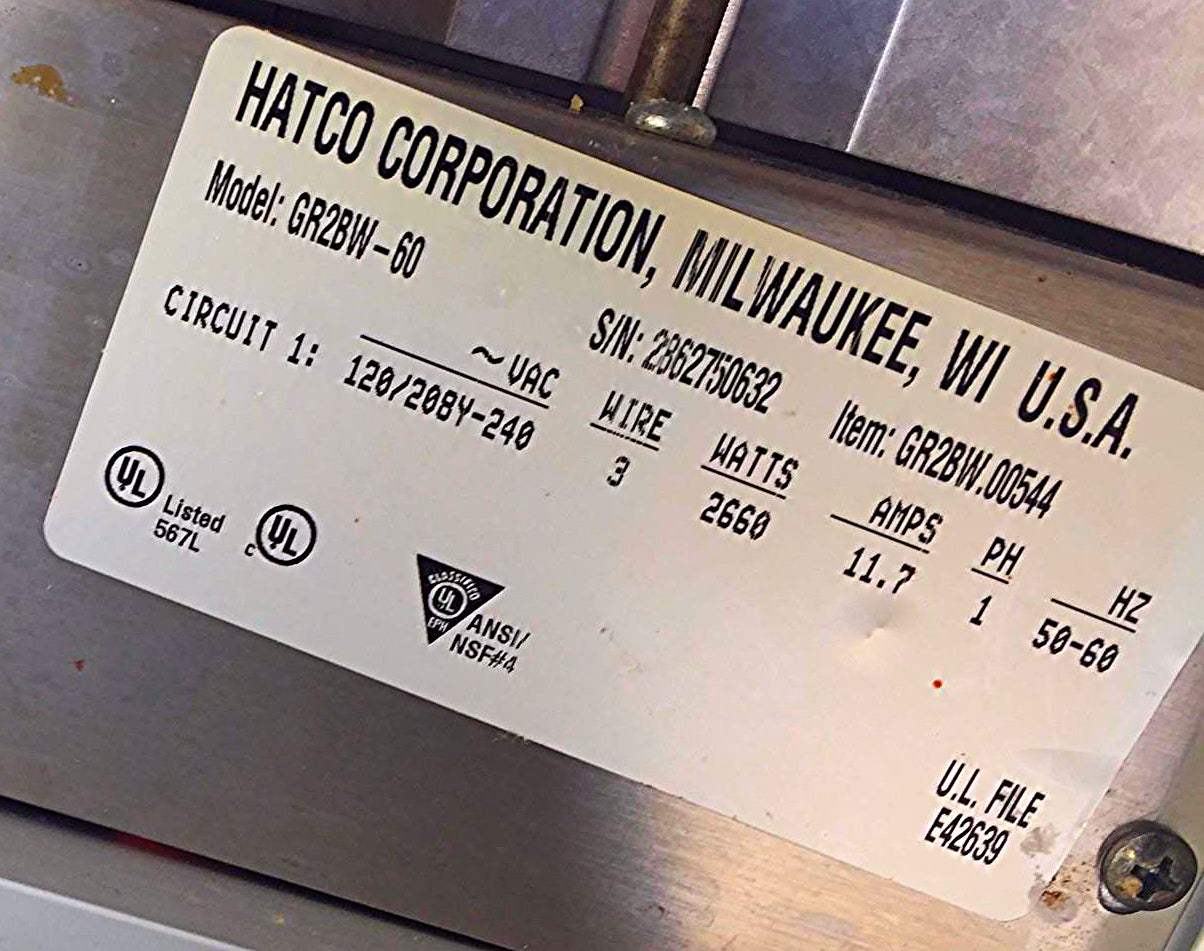 HATCO CORPORATION, MILWAUKEE, WI U.S.A.
Model: GR2BW-60
S/N: 2862750632
Item: GR2BW.00544
CIRCUIT 1:
~VAC WIRE WATTS AMPS PH HZ
120/208Y-240 3 2660 11.7 1 50-60
UL
Listed
567L
c UL
CLASSIFIED
UL
EPH
ANSI/
NSF#4
U.L. FILE
E42639